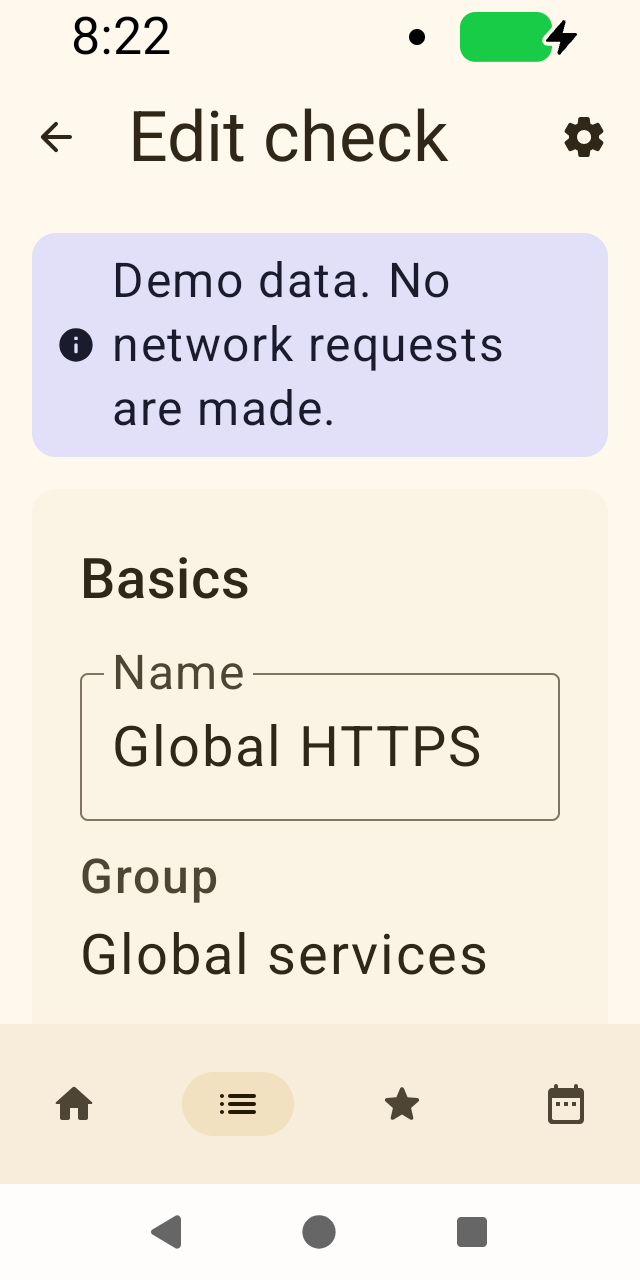 8:22
Edit check
Demo data. No
network requests
are made.
Basics
Name
Global HTTPS
Group
Global services